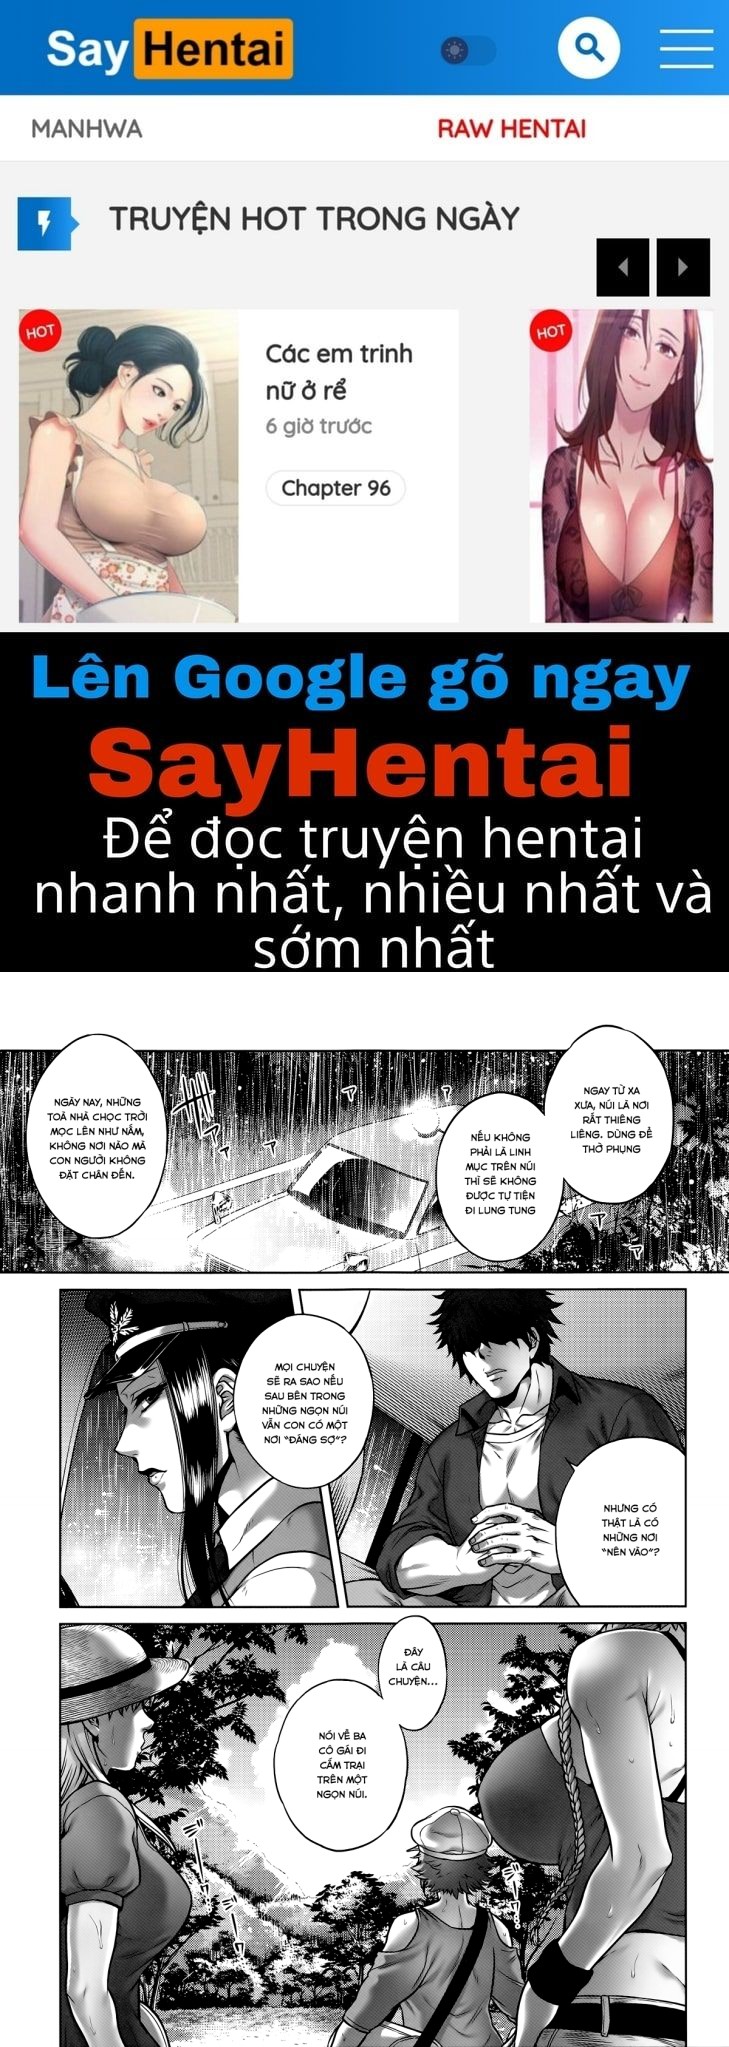 Say Hentai
MANHWA
RAW HENTAI
TRUYỆN HOT TRONG NGÀY
HOT
Các em trinh
nữ ở rể
6 giờ trước
Chapter 96
HOT
Lên Google gõ ngay
SayHentai
Để đọc truyện hentai
nhanh nhất, nhiều nhất và
sớm nhất
NGAY TỪ XA
XƯA, NÚI LÀ NƠI
RẤT THIÊNG
LIÊNG. DÙNG ĐỂ
THỜ PHỤNG
NẾU KHÔNG
PHẢI LÀ LINH
MỤC TRÊN NÚI
THÌ SẼ KHÔNG
ĐƯỢC TỰ TIỆN
ĐI LUNG TUNG
NGÀY NAY, NHỮNG
TOÀ NHÀ CHỌC TRỜI
MỌC LÊN NHƯ NẤM,
KHÔNG NƠI NÀO MÀ
CON NGƯỜI KHÔNG
ĐẶT CHÂN ĐẾN.
NHƯNG CÓ
THẬT LÀ CÓ
NHỮNG NƠI
"NÊN VÀO"?
MỌI CHUYỆN
SẼ RA SAO NẾU
SAU BÊN TRONG
NHỮNG NGỌN NÚI
VẪN CÒN CÓ MỘT
NƠI "ĐÁNG SỢ"?
ĐÂY
LÀ CÂU
CHUYỆN...
NÓI VỀ BA
CÔ GÁI ĐI
CẮM TRẠI
TRÊN MỘT
NGỌN NÚI.